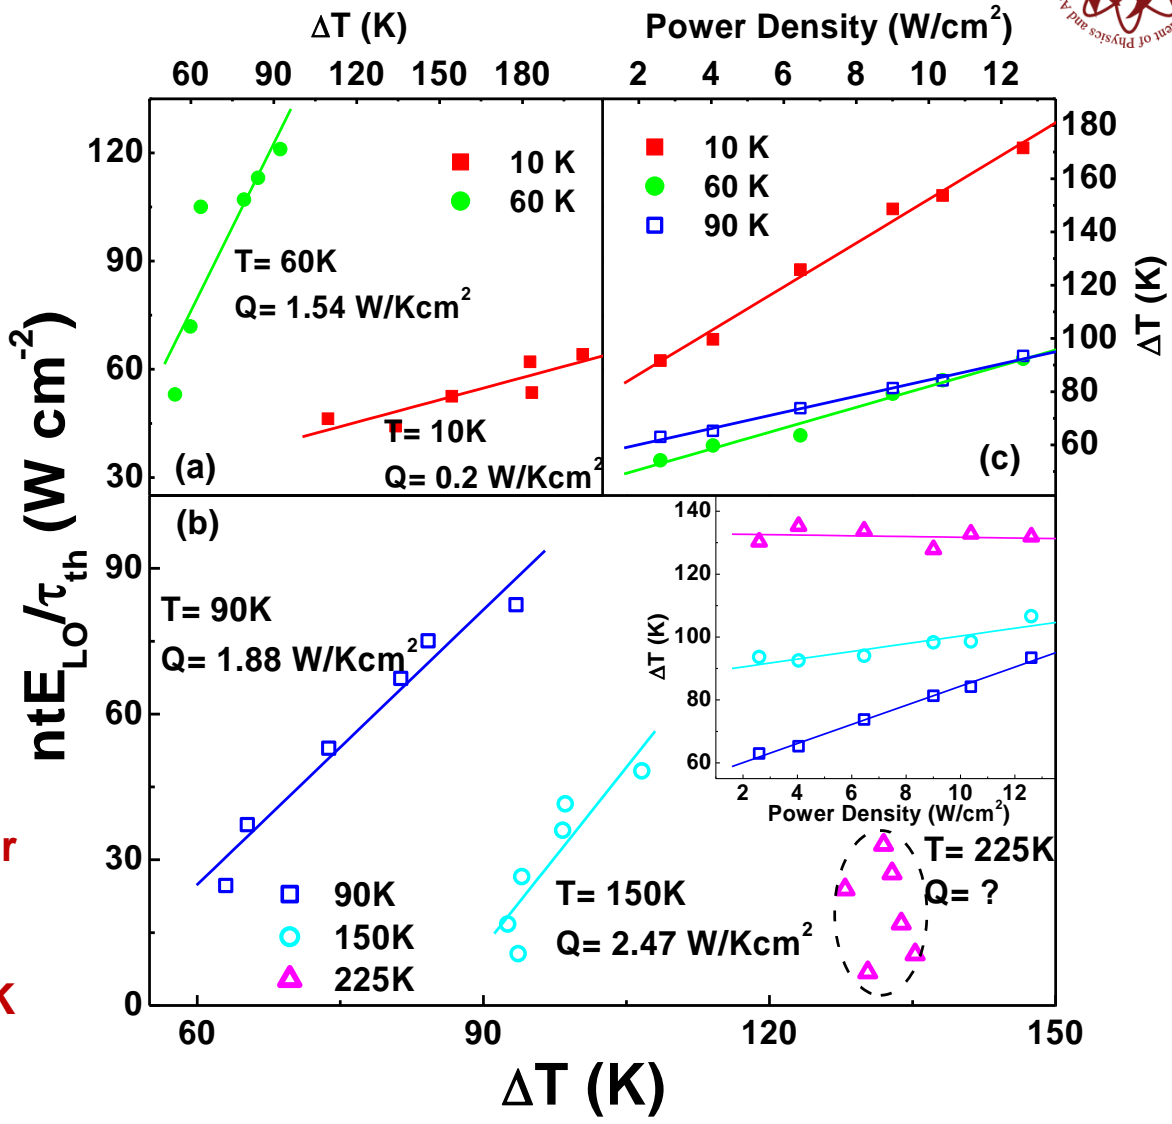 ΔT (K)
Power Density (W/cm²)
60 90 120 150 180
2 4 6 8 10 12
ent of Physics and A
120
90
60
30
10 K
60 K
T= 60K
Q= 1.54 W/Kcm²
T= 10K
Q= 0.2 W/Kcm²
(a)
10 K
60 K
90 K
(c)
180
160
140
120
100
80
60
ΔT (K)
ntE_LO/τ_th (W cm⁻²)
(b)
90
60
30
0
T= 90K
Q= 1.88 W/Kcm²
90K
150K
225K
T= 150K
Q= 2.47 W/Kcm²
140
120
100
80
60
ΔT (K)
2 4 6 8 10 12
Power Density (W/cm²)
T= 225K
Q= ?
r
K
60 90 120 150
ΔT (K)